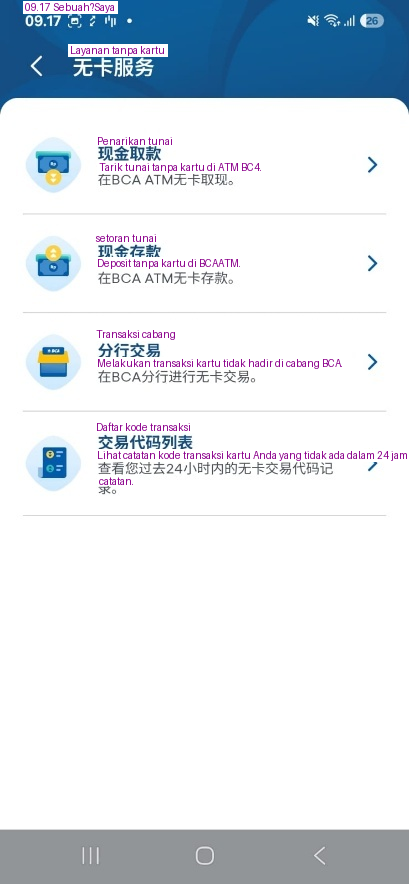 09.17 Sebuah?Saya
09.17
26
Layanan tanpa kartu
无卡服务
Penarikan tunai
现金取款
Tarik tunai tanpa kartu di ATM BC4.
在BCA ATM无卡取现。
setoran tunai
现金存款
Deposit tanpa kartu di BCAATM.
在BCA ATM无卡存款。
Transaksi cabang
分行交易
Melakukan transaksi kartu tidak hadir di cabang BCA
在BCA分行进行无卡交易。
BCA
Daftar kode transaksi
交易代码列表
Lihat catatan kode transaksi kartu Anda yang tidak ada dalam 24 jam
查看您过去24小时内的无卡交易代码记
catatan.
录。